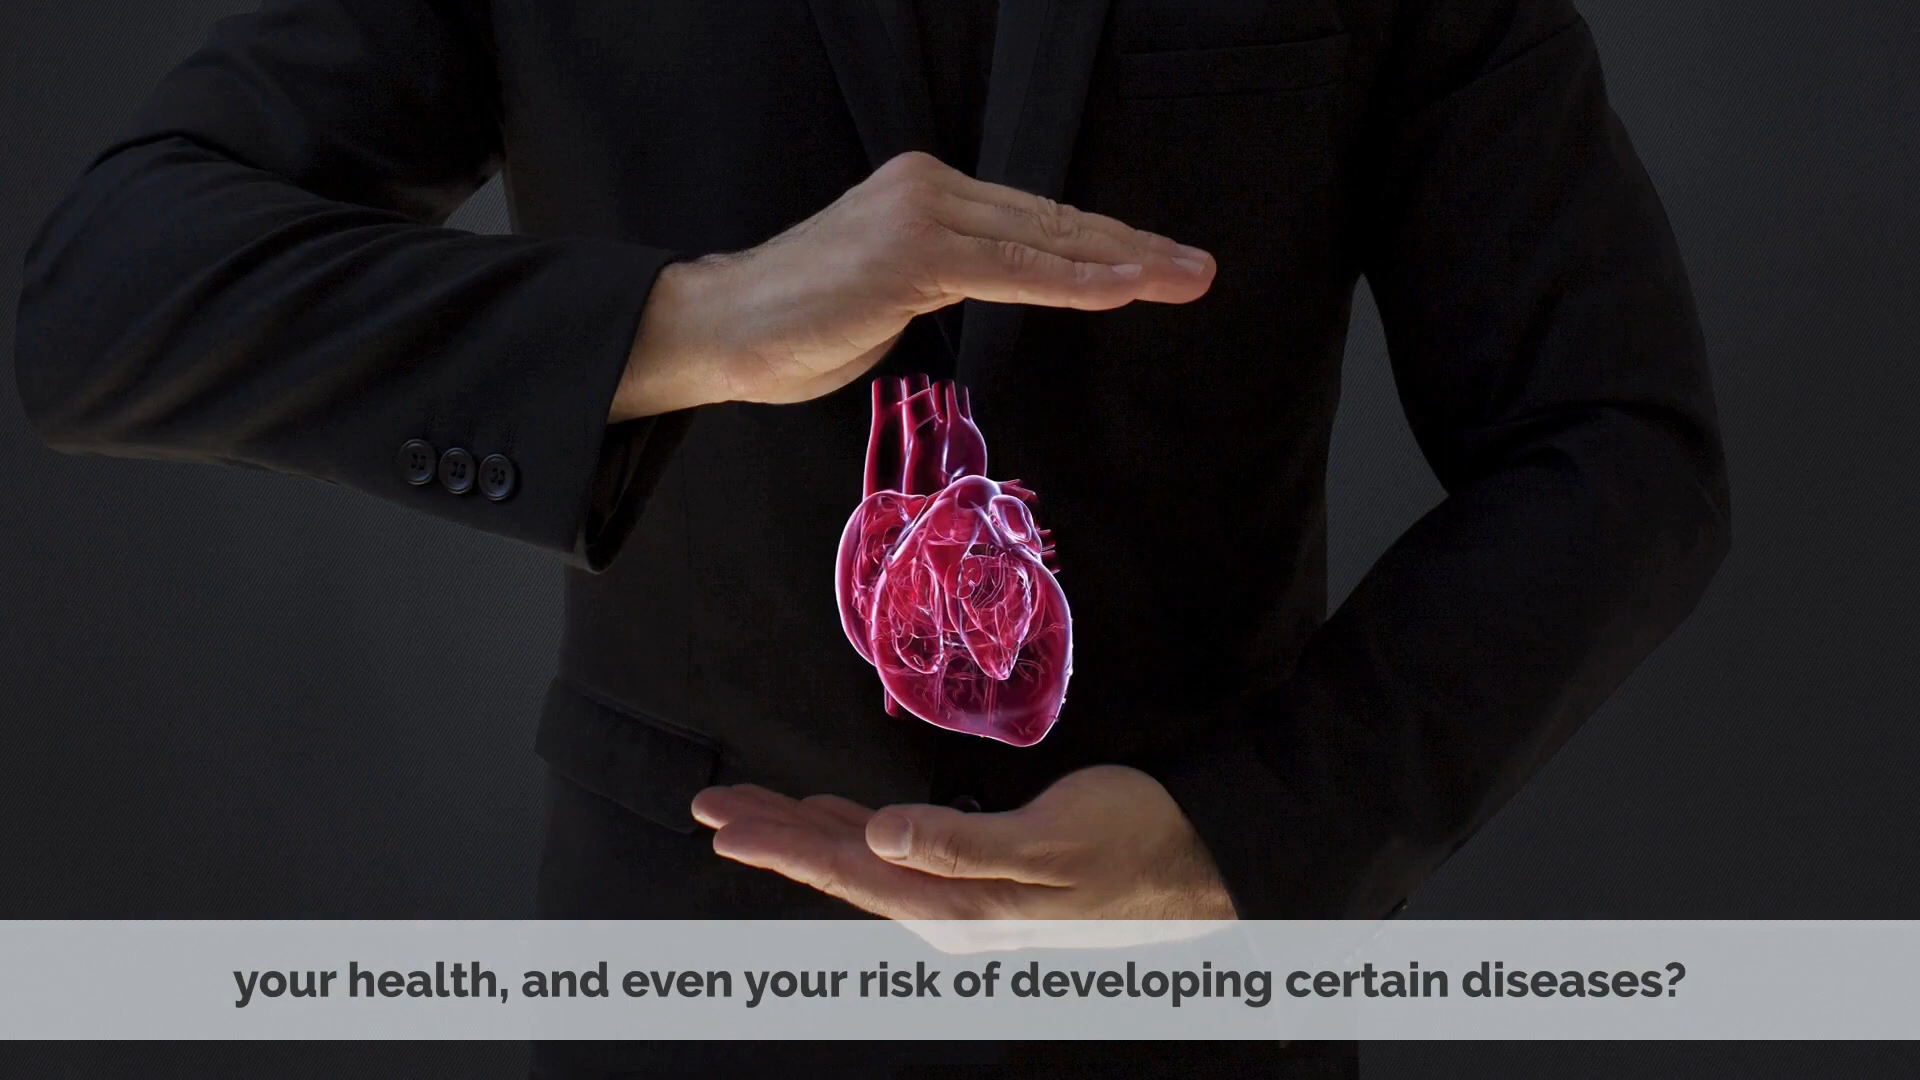 your health, and even your risk of developing certain diseases?